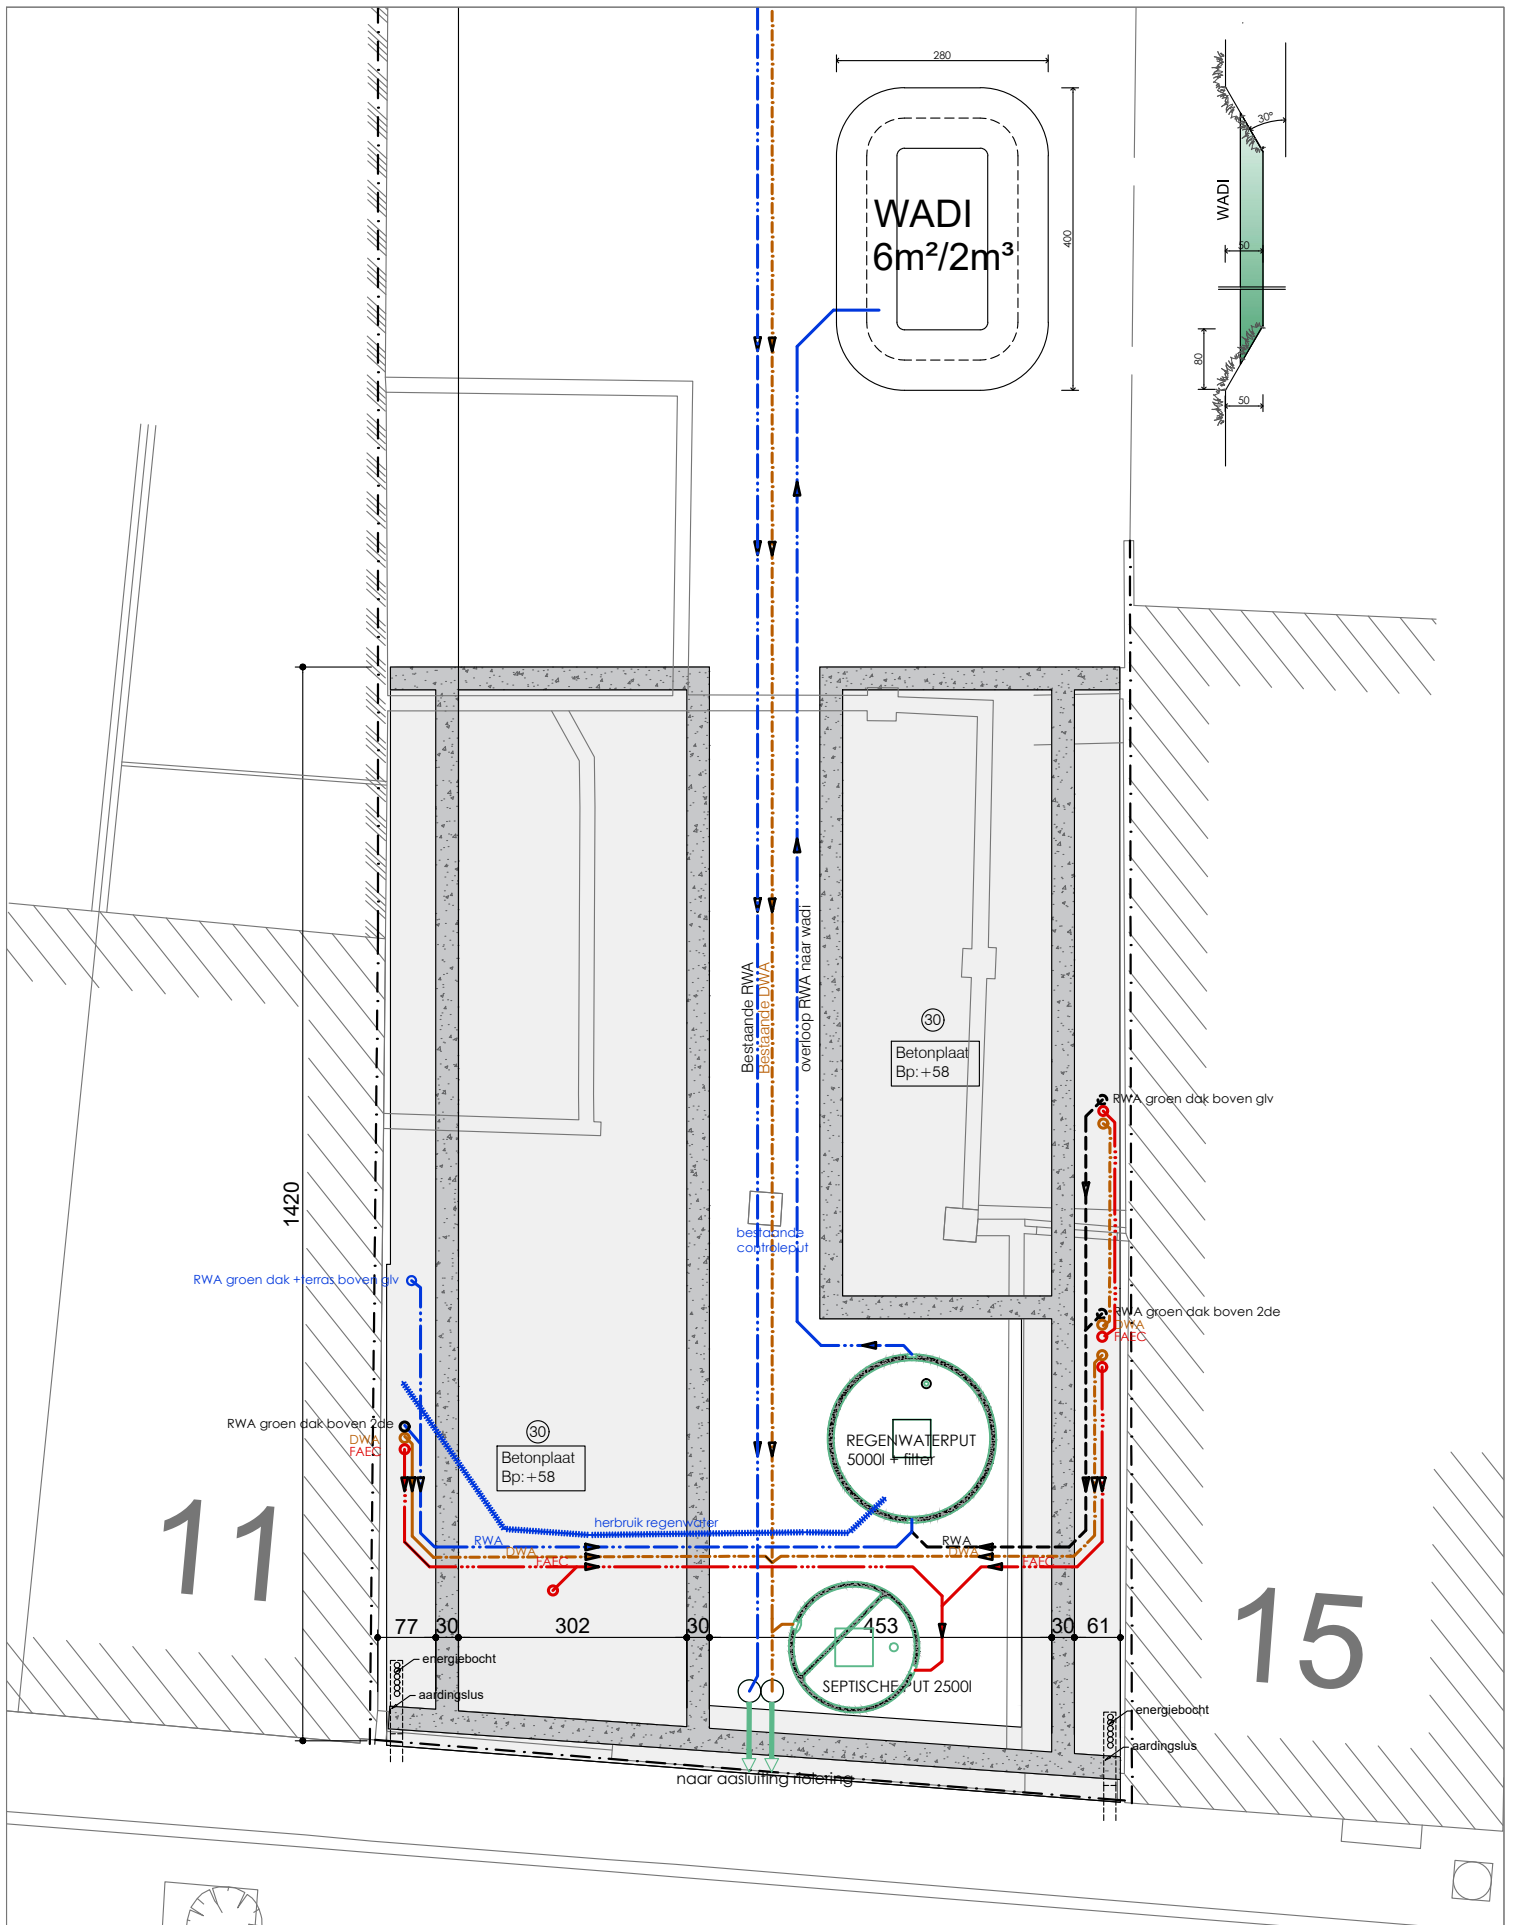 280
30°
WADI
6m²/2m³
WADI
400
50
80
50
Bestaande RWA
Bestaande DWA
overloop RWA naar wadi
30
Betonplaat
Bp:+58
RWA groen dak boven glv
1420
bestaande
controleput
RWA groen dak +terras boven glv
RWA groen dak boven 2de
DWA
FAEC
RWA groen dak boven 2de
DWA
FAEC
30
Betonplaat
Bp:+58
REGENWATERPUT
5000l + filter
11
herbruik regenwater
RWA
DWA
FAEC
RWA
DWA
FAEC
15
77
30
302
30
453
30
61
energiebocht
aardingslus
SEPTISCHE PUT 2500l
energiebocht
aardingslus
naar aasluiting riolering